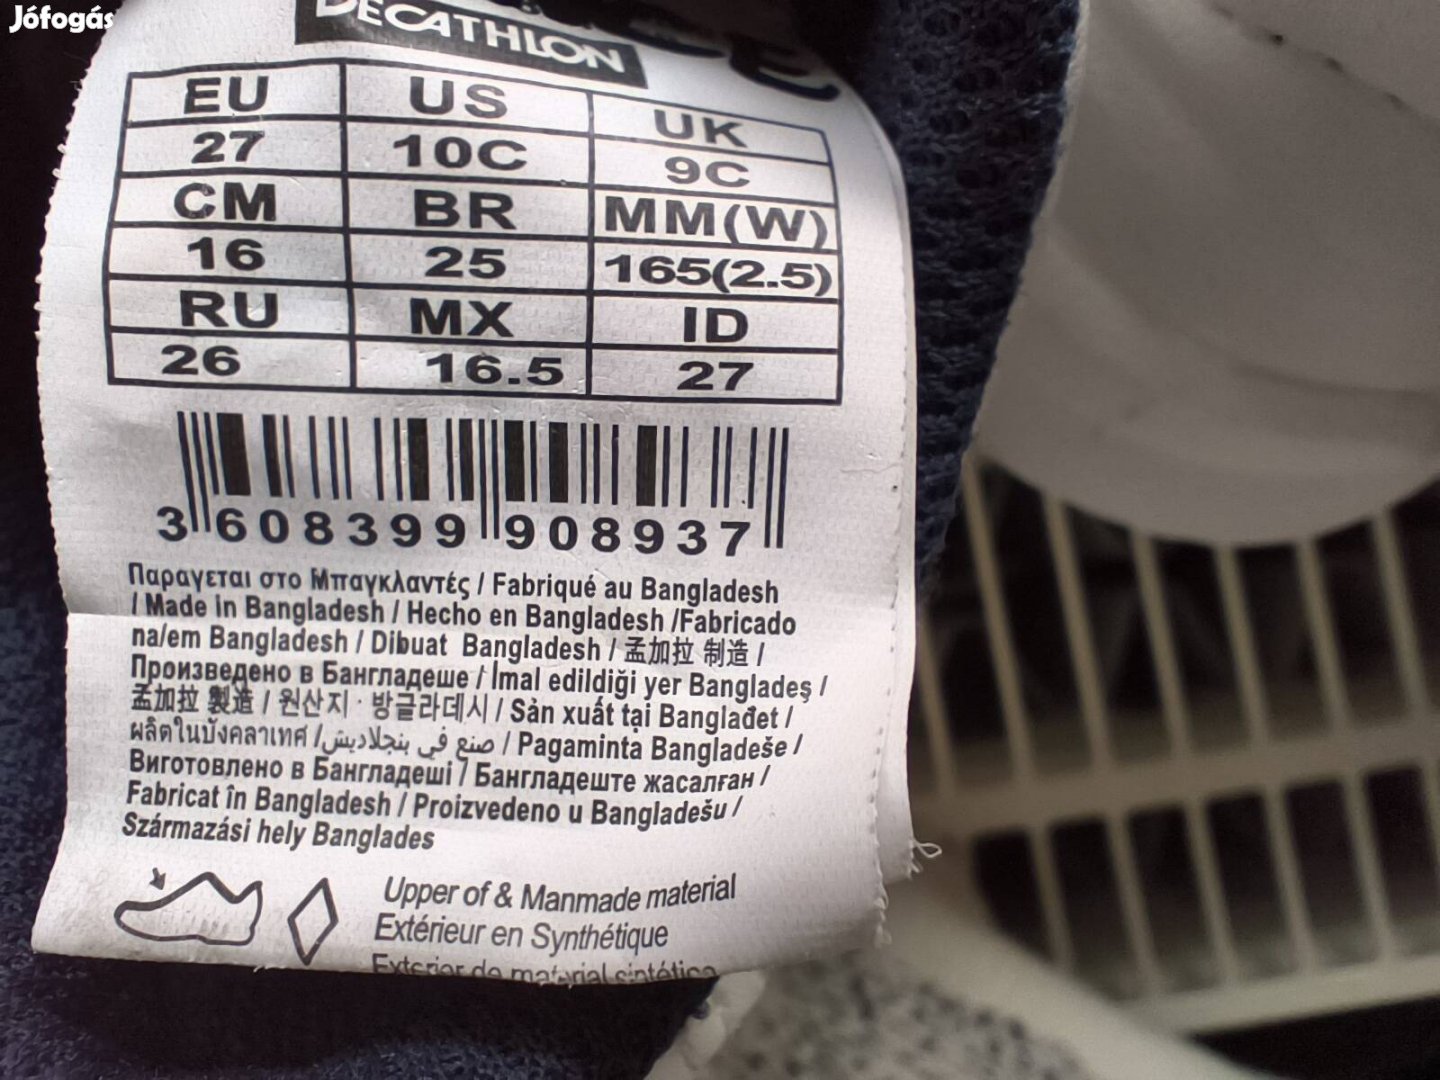 Jófogás
DECATHLON
EU US UK
27 10C 9C
CM BR MM(W)
16 25 165(2.5)
RU MX ID
26 16.5 27
3 608399 908937
Παραγεται στο Μπαγκλαντές / Fabriqué au Bangladesh
/ Made in Bangladesh / Hecho en Bangladesh /Fabricado
na/em Bangladesh / Dibuat Bangladesh / 孟加拉 制造 /
Произведено в Бангладеше / İmal edildiği yer Bangladeş /
孟加拉 製造 / 원산지 · 방글라데시 / Sản xuất tại Banglađet /
ผลิตในบังคลาเทศ / صنع في بنجلاديش / Pagaminta Bangladeše /
Виготовлено в Бангладеші / Бангладеште жасалған /
Fabricat în Bangladesh / Proizvedeno u Bangladešu /
Származási hely Banglades
Upper of & Manmade material
Extérieur en Synthétique
Exterior de material sintético